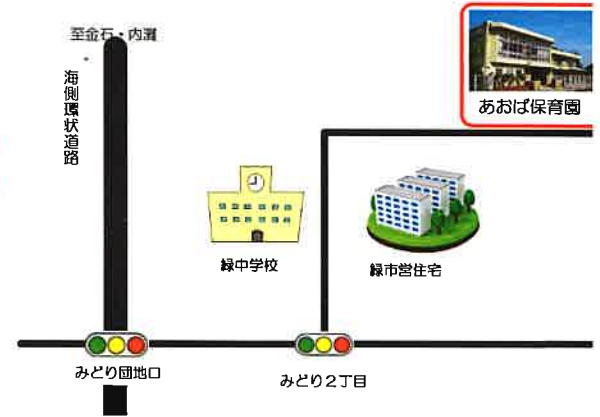 至金石・内灘
海側環状道路
あおば保育園
緑中学校
緑市営住宅
みどり団地口
みどり2丁目